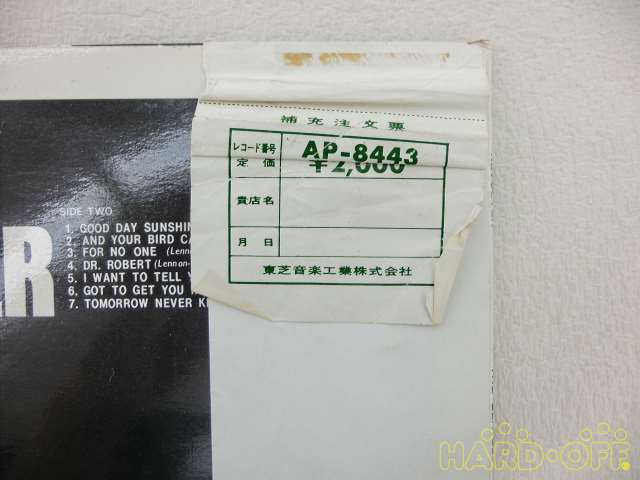 補充注文票
レコード番号 AP-8443
定価 ¥2,000
貴店名
月日
東芝音楽工業株式会社
SIDE TWO
1. GOOD DAY SUNSHIN
2. AND YOUR BIRD CA
3. FOR NO ONE (Lenn
4. DR. ROBERT (Lennon-
5. I WANT TO TELL Y
6. GOT TO GET YOU
7. TOMORROW NEVER K
ER
HARD·OFF